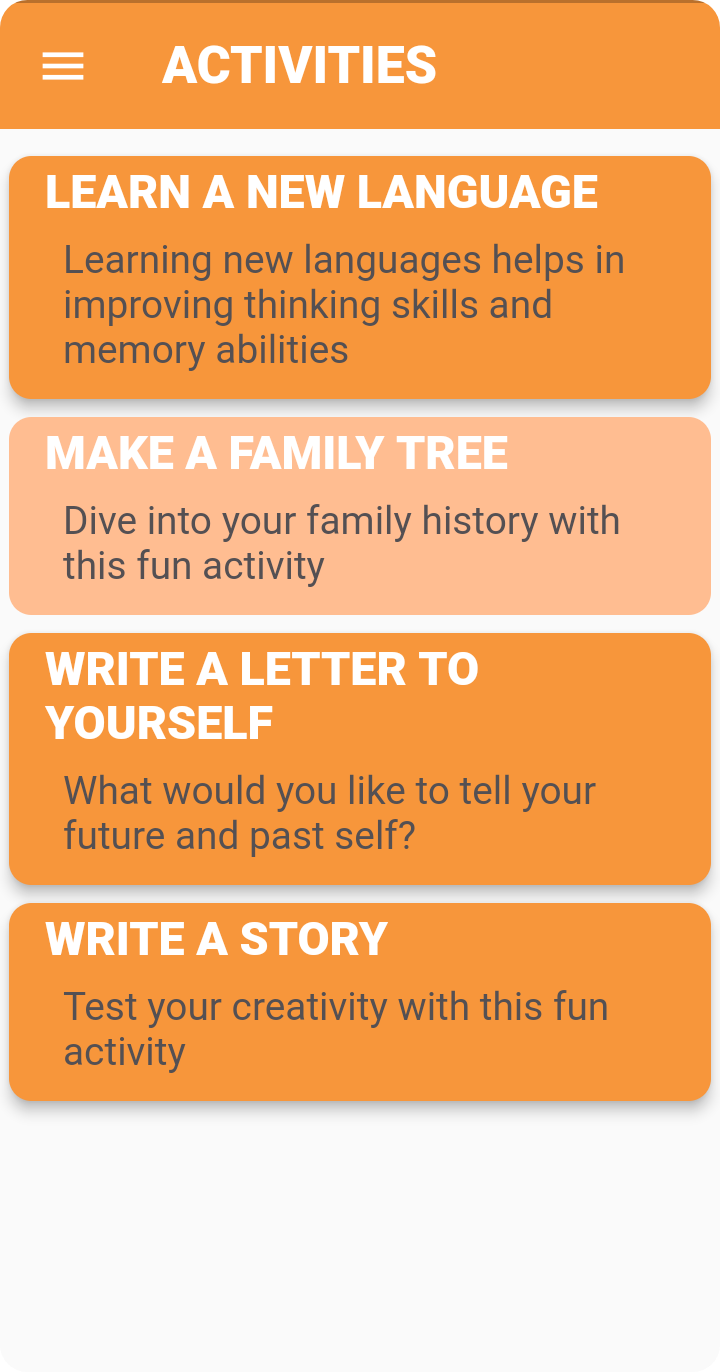 ACTIVITIES
LEARN A NEW LANGUAGE
Learning new languages helps in
improving thinking skills and
memory abilities
MAKE A FAMILY TREE
Dive into your family history with
this fun activity
WRITE A LETTER TO
YOURSELF
What would you like to tell your
future and past self?
WRITE A STORY
Test your creativity with this fun
activity